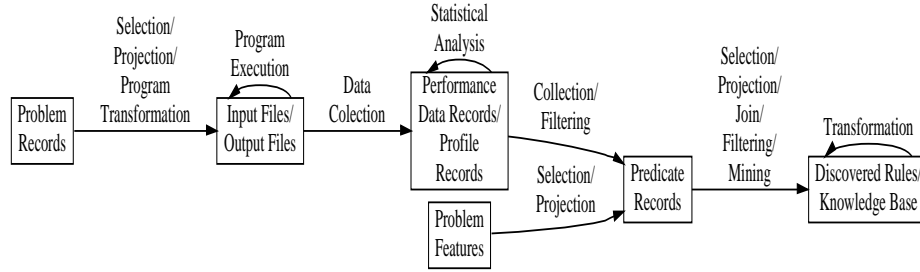 Selection/
Projection/
Program
Transformation
Problem
Records
Program
Execution
Input Files/
Output Files
Data
Colection
Statistical
Analysis
Performance
Data Records/
Profile
Records
Collection/
Filtering
Selection/
Projection
Problem
Features
Predicate
Records
Selection/
Projection/
Join/
Filtering/
Mining
Transformation
Discovered Rules/
Knowledge Base